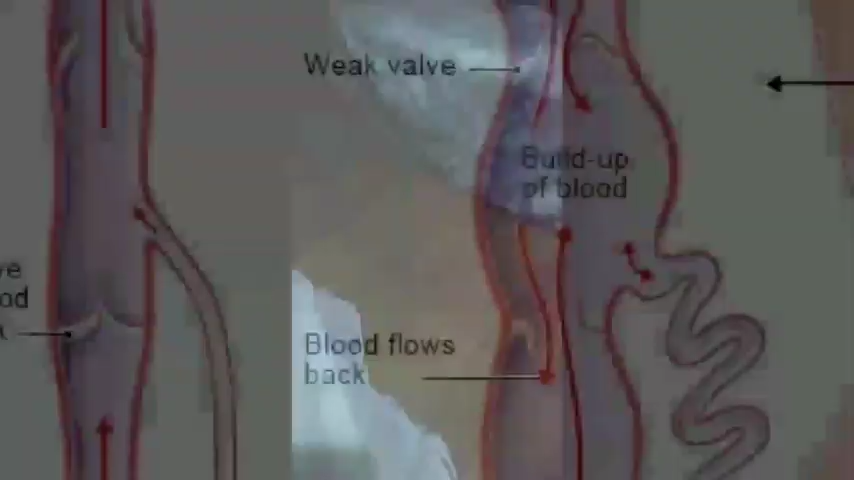 Weak valve
Build-up
of blood
Blood flows
back